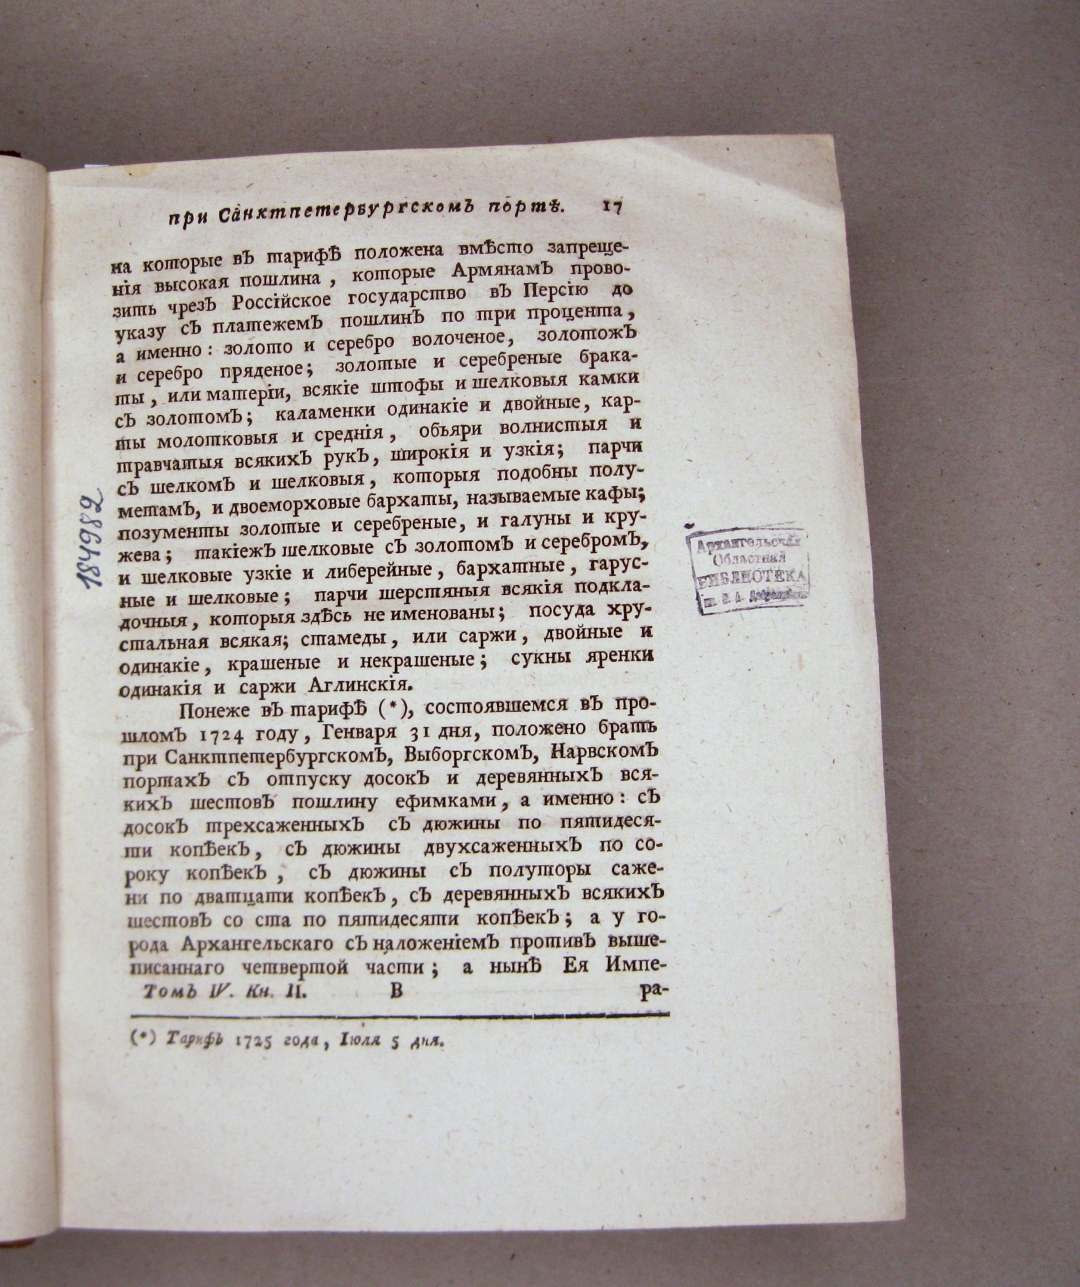 при Санктпетербургскомъ портѣ. 17
на которые въ тарифѣ положена вмѣсто запреще-
нія высокая пошлина, которые Армянамъ прово-
зить чрезъ Россійское государство въ Персію до
указу съ платежемъ пошлинъ по три процента,
а именно: золото и серебро волоченое, золотожъ
и серебро пряденое; золотые и серебреные брака-
ты, или матеріи, всякіе штофы и шелковыя камки
съ золотомъ; каламенки одинакіе и двойные, кар-
ты молотковыя и среднія, объяри волнистыя и
травчатыя всякихъ рукъ, широкія и узкія; парчи
съ шелкомъ и шелковыя, которыя подобны полу-
метамъ, и двоеморховые бархаты, называемые кафы;
позументы золотые и серебреные, и галуны и кру-
жева; такіежъ шелковые съ золотомъ и серебромъ,
и шелковые узкіе и либерейные, бархатные, гарус-
ные и шелковые; парчи шерстяныя всякія подкла-
дочныя, которыя здѣсь не именованы; посуда хру-
стальная всякая; стамеды, или саржи, двойные и
одинакіе, крашеные и некрашеные; сукны яренки
одинакія и саржи Аглинскія.
Понеже въ тарифѣ (*), состоявшемся въ про-
шломъ 1724 году, Генваря 31 дня, положено брать
при Санктпетербургскомъ, Выборгскомъ, Нарвскомъ
портахъ съ отпуску досокъ и деревянныхъ вся-
кихъ шестовъ пошлину ефимками, а именно: съ
досокъ трехсаженныхъ съ дюжины по пятидеся-
ти копѣекъ, съ дюжины двухсаженныхъ по со-
року копѣекъ, съ дюжины съ полуторы саже-
ни по дватцати копѣекъ, съ деревянныхъ всякихъ
шестовъ со ста по пятидесяти копѣекъ; а у го-
рода Архангельскаго съ наложеніемъ противъ выше-
писаннаго четвертой части; а нынѣ Ея Импе-
Томъ IV. Кн. II. В ра-
(*) Тарифъ 1725 года, Іюля 5 дня.
184982
Архангельская
Областная
БИБЛИОТЕКА